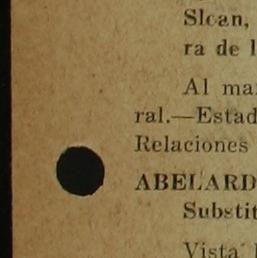 Sloan,
ra de l
Al ma
ral.—Estad
Relaciones
ABELARD
Substit
Vista